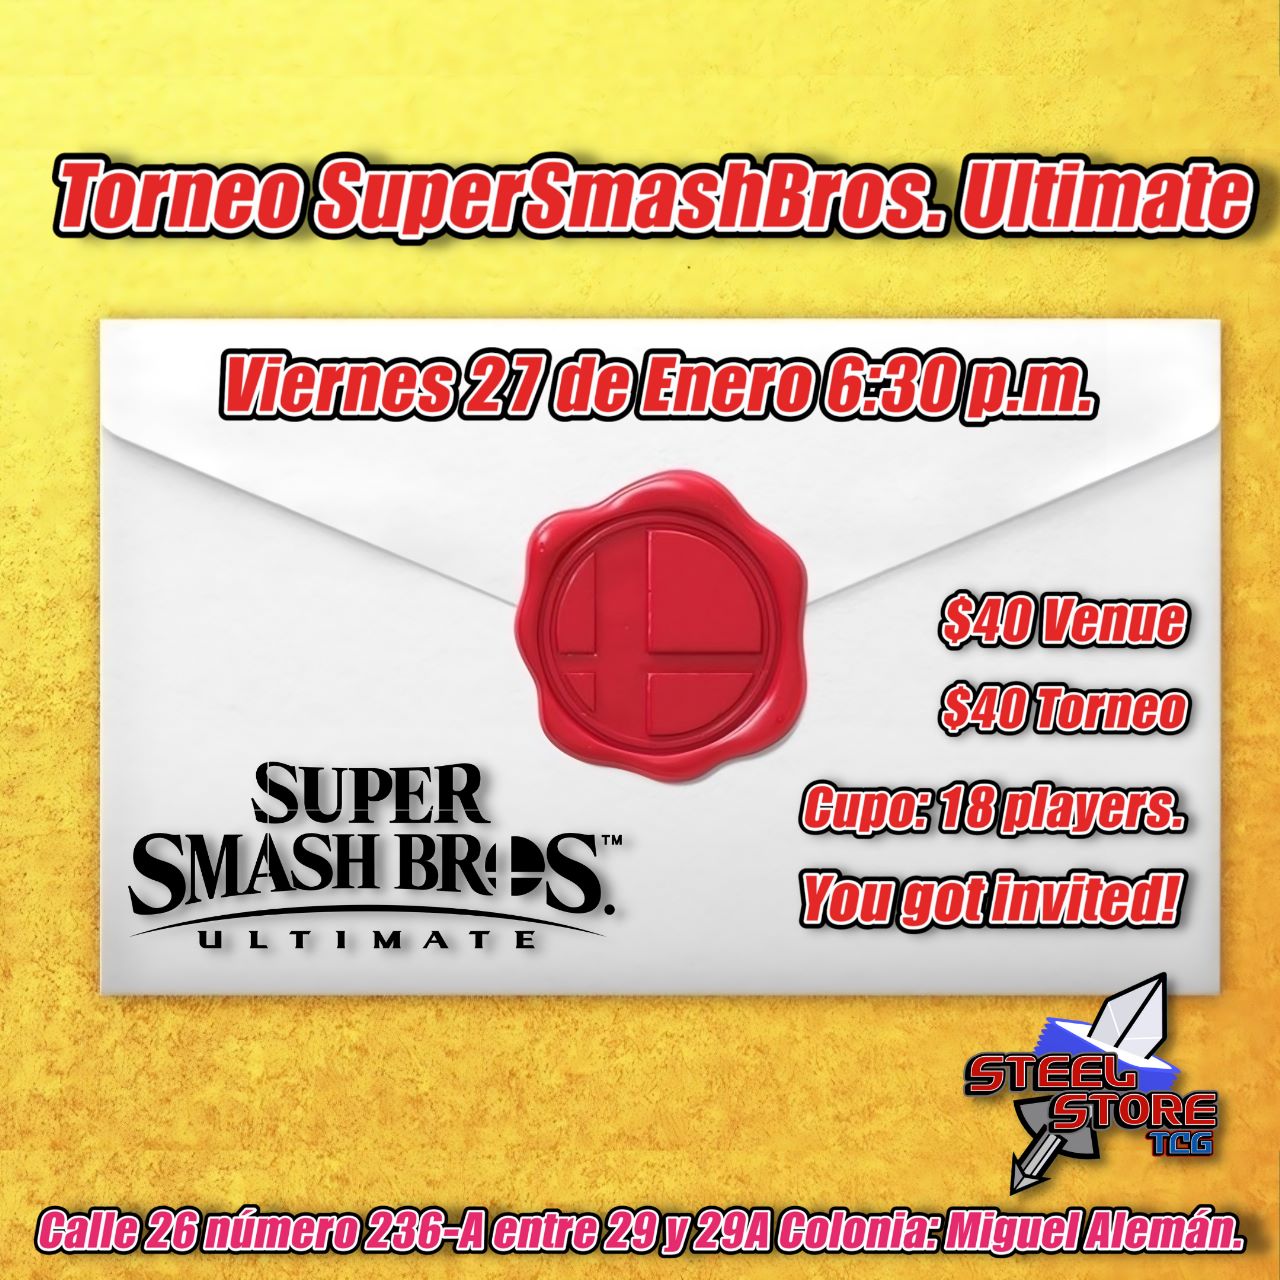 Torneo SuperSmashBros. Ultimate
Viernes 27 de Enero 6:30 p.m.
$40 Venue
$40 Torneo
Cupo: 18 players.
You got invited!
SUPER
SMASH BROS.™
ULTIMATE
STEEL
STORE
TCG
Calle 26 número 236-A entre 29 y 29A Colonia: Miguel Alemán.